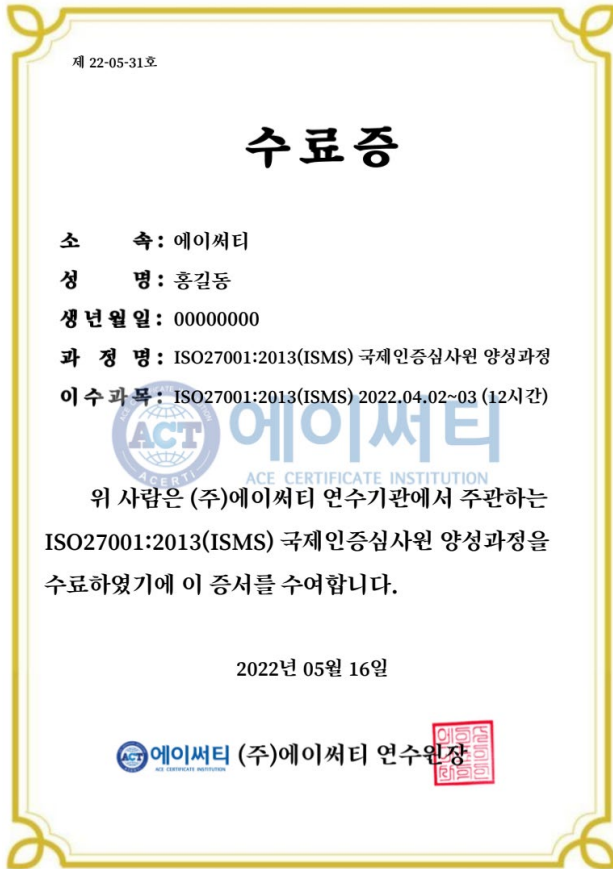 제 22-05-31호
수료증
소 속 : 에이써티
성 명 : 홍길동
생년월일 : 00000000
과 정 명 : ISO27001:2013(ISMS) 국제인증심사원 양성과정
이수과목 : ISO27001:2013(ISMS) 2022.04.02~03 (12시간)
ACE CERTIFICATE INSTITUTION
ACT
ACERTI
에이써티
ACE CERTIFICATE INSTITUTION
위 사람은 (주)에이써티 연수기관에서 주관하는
ISO27001:2013(ISMS) 국제인증심사원 양성과정을
수료하였기에 이 증서를 수여합니다.
2022년 05월 16일
ACT 에이써티 (주)에이써티 연수원장
ACE CERTIFICATE INSTITUTION